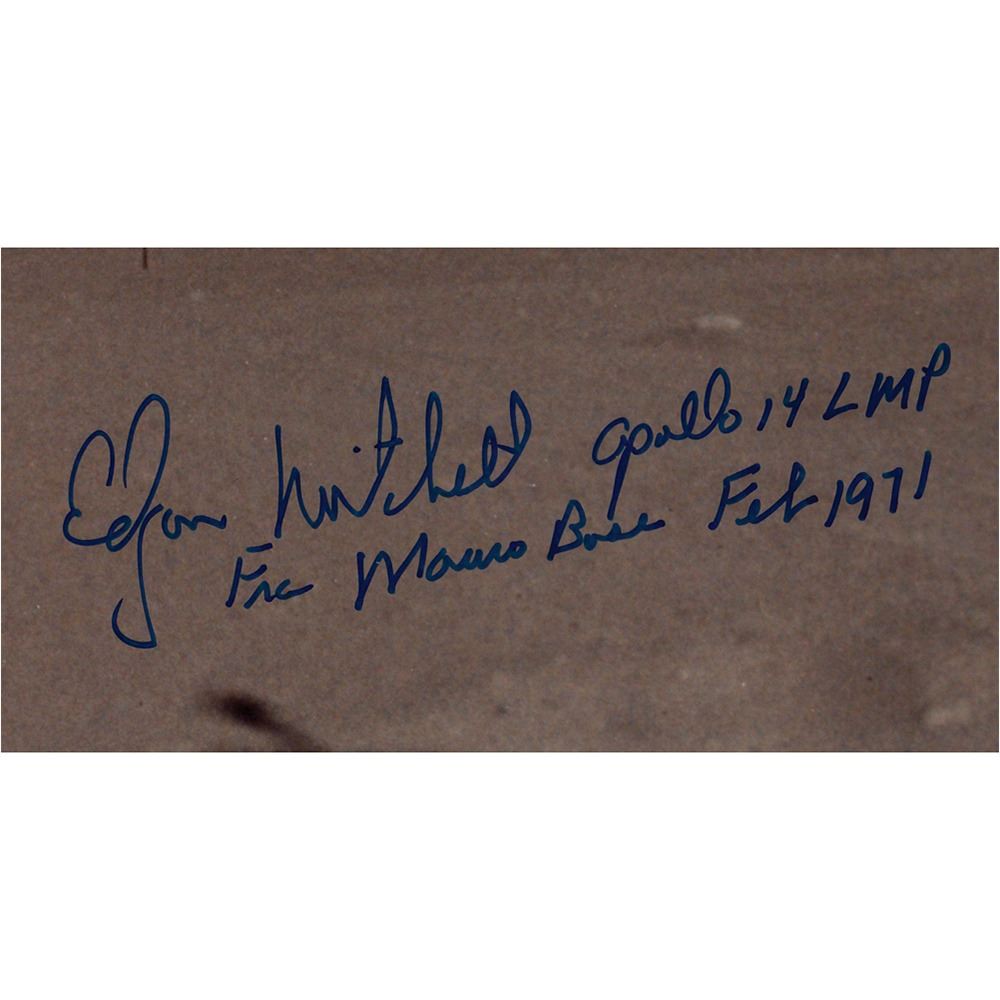 Edgar Mitchell Apollo 14 LMP
Fra Mauro Base Feb 1971